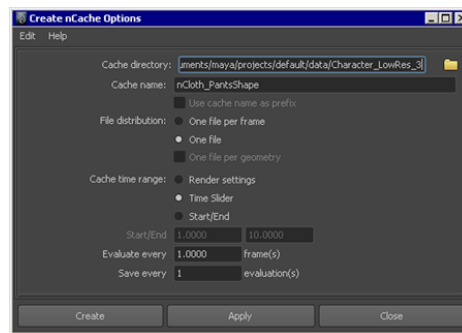 Create nCache Options
Edit Help
Cache directory: uments/maya/projects/default/data/Character_LowRes_3
Cache name: nCloth_PantsShape
Use cache name as prefix
File distribution: One file per frame
One file
One file per geometry
Cache time range: Render settings
Time Slider
Start/End
Start/End 1.0000 10.0000
Evaluate every 1.0000 frame(s)
Save every 1 evaluation(s)
Create Apply Close